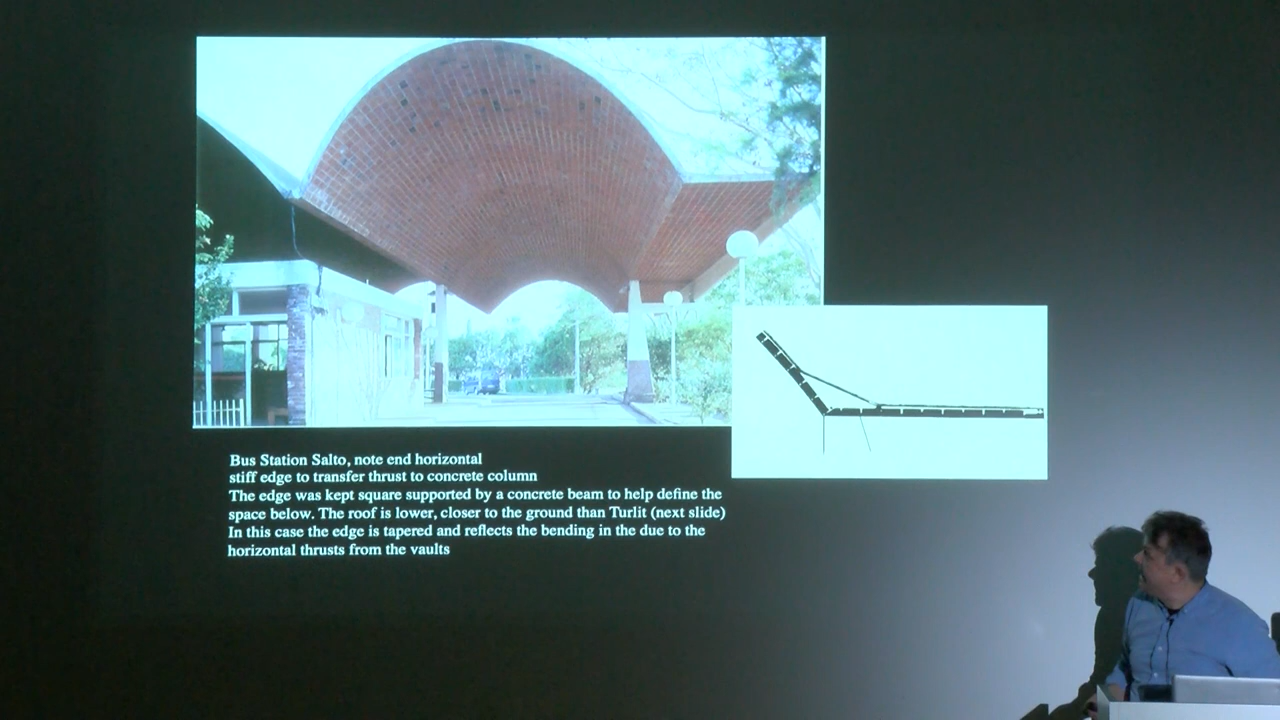 Bus Station Salto, note end horizontal
stiff edge to transfer thrust to concrete column
The edge was kept square supported by a concrete beam to help define the
space below. The roof is lower, closer to the ground than Turlit (next slide)
In this case the edge is tapered and reflects the bending in the due to the
horizontal thrusts from the vaults